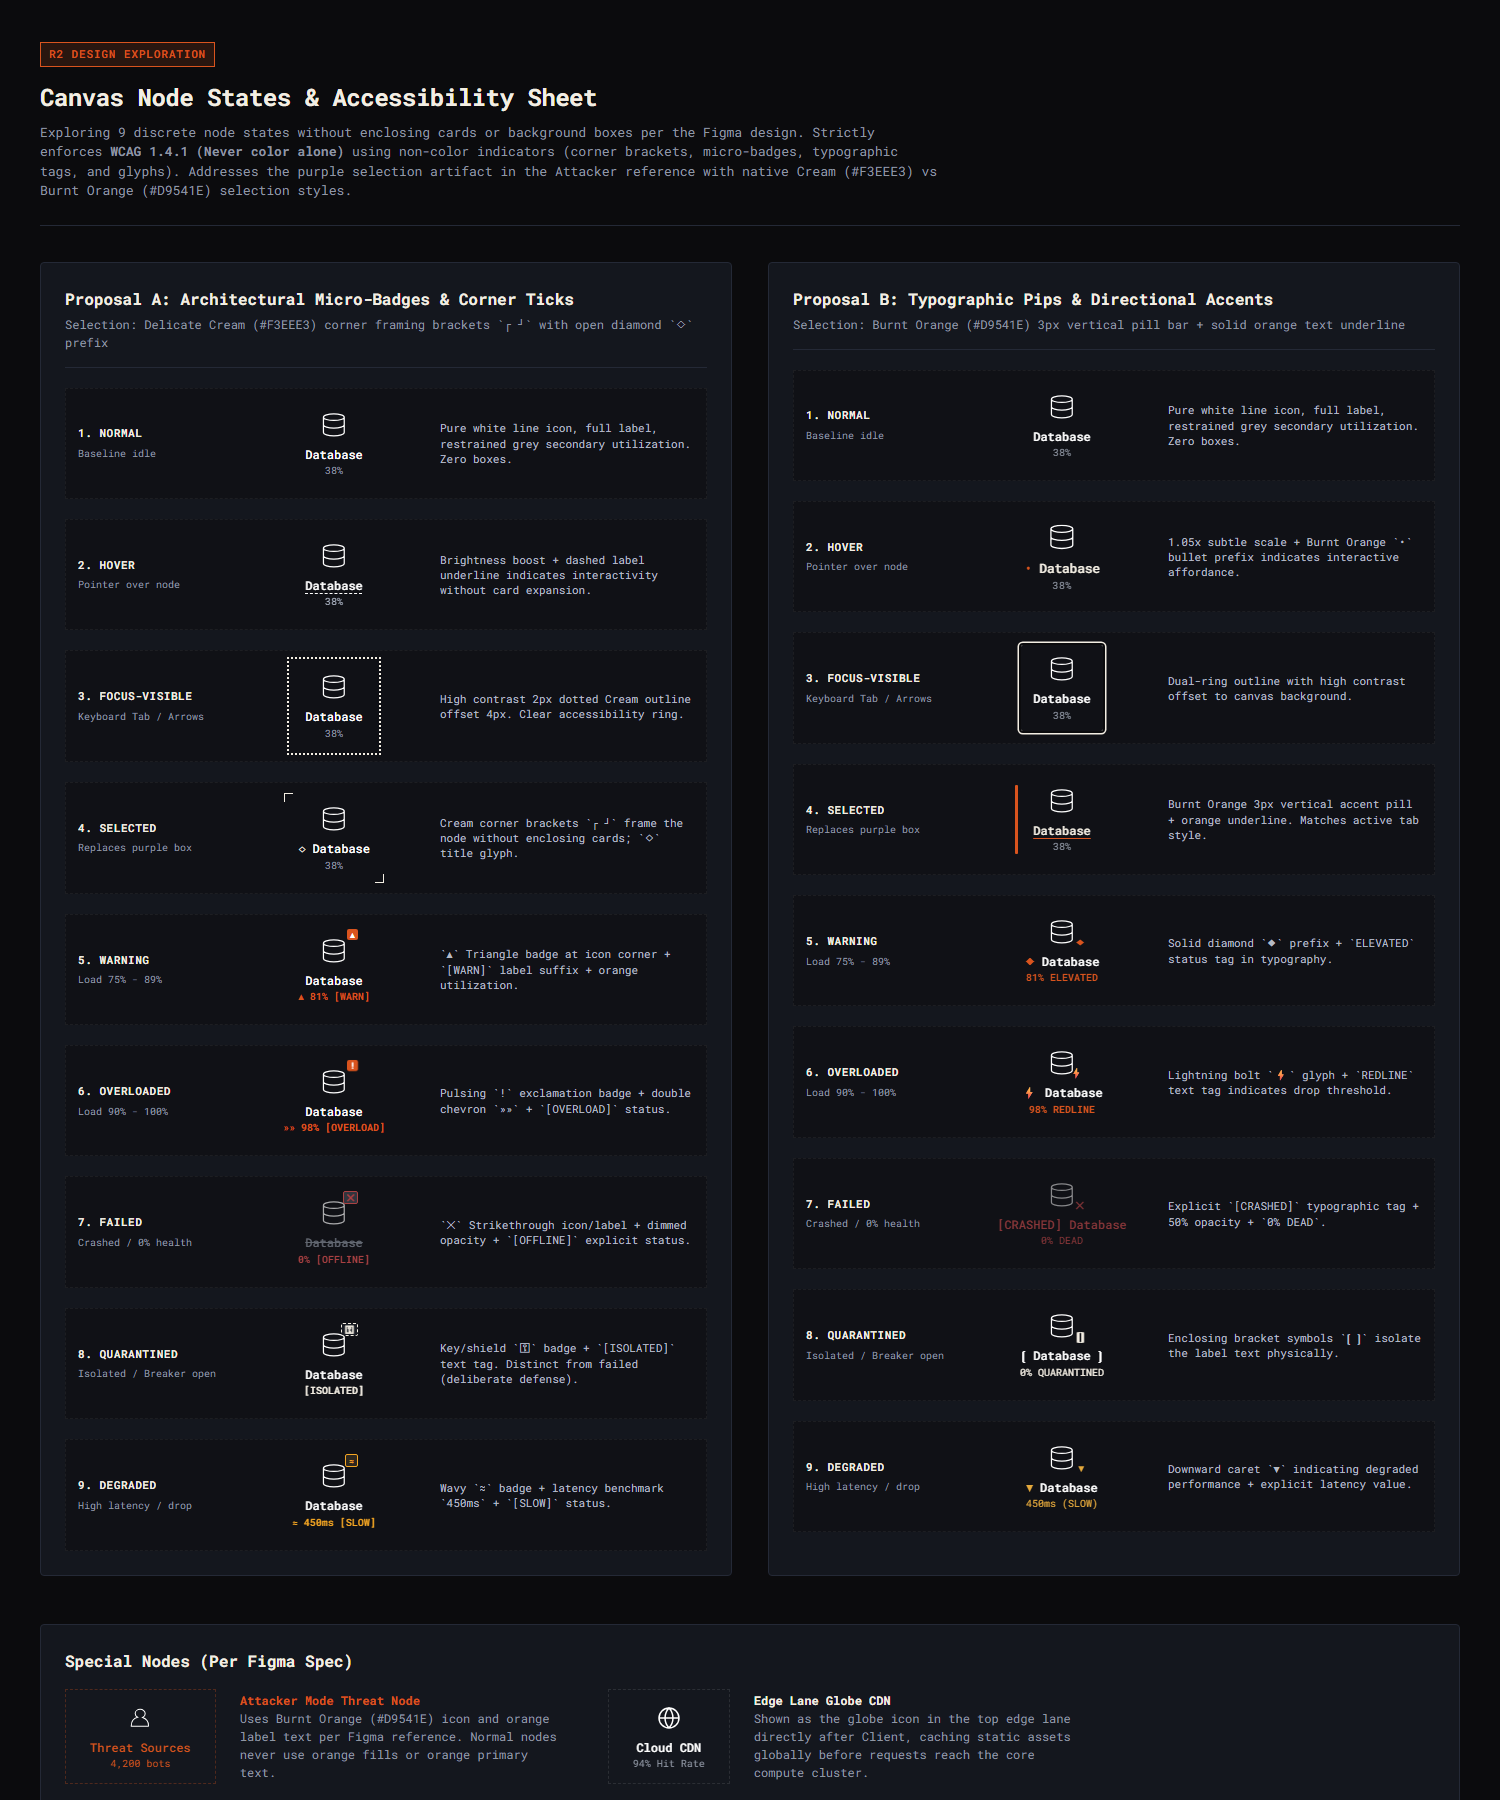 R2 DESIGN EXPLORATION
Canvas Node States & Accessibility Sheet
Exploring 9 discrete node states without enclosing cards or background boxes per the Figma design. Strictly
enforces WCAG 1.4.1 (Never color alone) using non-color indicators (corner brackets, micro-badges, typographic
tags, and glyphs). Addresses the purple selection artifact in the Attacker reference with native Cream (#F3EEE3) vs
Burnt Orange (#D9541E) selection styles.
Proposal A: Architectural Micro-Badges & Corner Ticks
Selection: Delicate Cream (#F3EEE3) corner framing brackets `┌ ┘` with open diamond `◇`
prefix
1. NORMAL
Baseline idle
Database
38%
Pure white line icon, full label,
restrained grey secondary utilization.
Zero boxes.
2. HOVER
Pointer over node
Database
38%
Brightness boost + dashed label
underline indicates interactivity
without card expansion.
3. FOCUS-VISIBLE
Keyboard Tab / Arrows
Database
38%
High contrast 2px dotted Cream outline
offset 4px. Clear accessibility ring.
4. SELECTED
Replaces purple box
◇ Database
38%
Cream corner brackets `┌ ┘` frame the
node without enclosing cards; `◇`
title glyph.
5. WARNING
Load 75% - 89%
▲
Database
▲ 81% [WARN]
`▲` Triangle badge at icon corner +
`[WARN]` label suffix + orange
utilization.
6. OVERLOADED
Load 90% - 100%
!
Database
»» 98% [OVERLOAD]
Pulsing `!` exclamation badge + double
chevron `»»` + `[OVERLOAD]` status.
7. FAILED
Crashed / 0% health
✕
Database
0% [OFFLINE]
`✕` Strikethrough icon/label + dimmed
opacity + `[OFFLINE]` explicit status.
8. QUARANTINED
Isolated / Breaker open
Database
[ISOLATED]
Key/shield `⚿` badge + `[ISOLATED]`
text tag. Distinct from failed
(deliberate defense).
9. DEGRADED
High latency / drop
≈
Database
≈ 450ms [SLOW]
Wavy `≈` badge + latency benchmark
`450ms` + `[SLOW]` status.
Proposal B: Typographic Pips & Directional Accents
Selection: Burnt Orange (#D9541E) 3px vertical pill bar + solid orange text underline
1. NORMAL
Baseline idle
Database
38%
Pure white line icon, full label,
restrained grey secondary utilization.
Zero boxes.
2. HOVER
Pointer over node
• Database
38%
1.05x subtle scale + Burnt Orange `•`
bullet prefix indicates interactive
affordance.
3. FOCUS-VISIBLE
Keyboard Tab / Arrows
Database
38%
Dual-ring outline with high contrast
offset to canvas background.
4. SELECTED
Replaces purple box
Database
38%
Burnt Orange 3px vertical accent pill
+ orange underline. Matches active tab
style.
5. WARNING
Load 75% - 89%
◆
◆ Database
81% ELEVATED
Solid diamond `◆` prefix + `ELEVATED`
status tag in typography.
6. OVERLOADED
Load 90% - 100%
⚡
⚡ Database
98% REDLINE
Lightning bolt `⚡` glyph + `REDLINE`
text tag indicates drop threshold.
7. FAILED
Crashed / 0% health
✕
[CRASHED] Database
0% DEAD
Explicit `[CRASHED]` typographic tag +
50% opacity + `0% DEAD`.
8. QUARANTINED
Isolated / Breaker open
[ Database ]
0% QUARANTINED
Enclosing bracket symbols `[ ]` isolate
the label text physically.
9. DEGRADED
High latency / drop
▼
▼ Database
450ms (SLOW)
Downward caret `▼` indicating degraded
performance + explicit latency value.
Special Nodes (Per Figma Spec)
Threat Sources
4,200 bots
Attacker Mode Threat Node
Uses Burnt Orange (#D9541E) icon and orange
label text per Figma reference. Normal nodes
never use orange fills or orange primary
text.
Cloud CDN
94% Hit Rate
Edge Lane Globe CDN
Shown as the globe icon in the top edge lane
directly after Client, caching static assets
globally before requests reach the core
compute cluster.